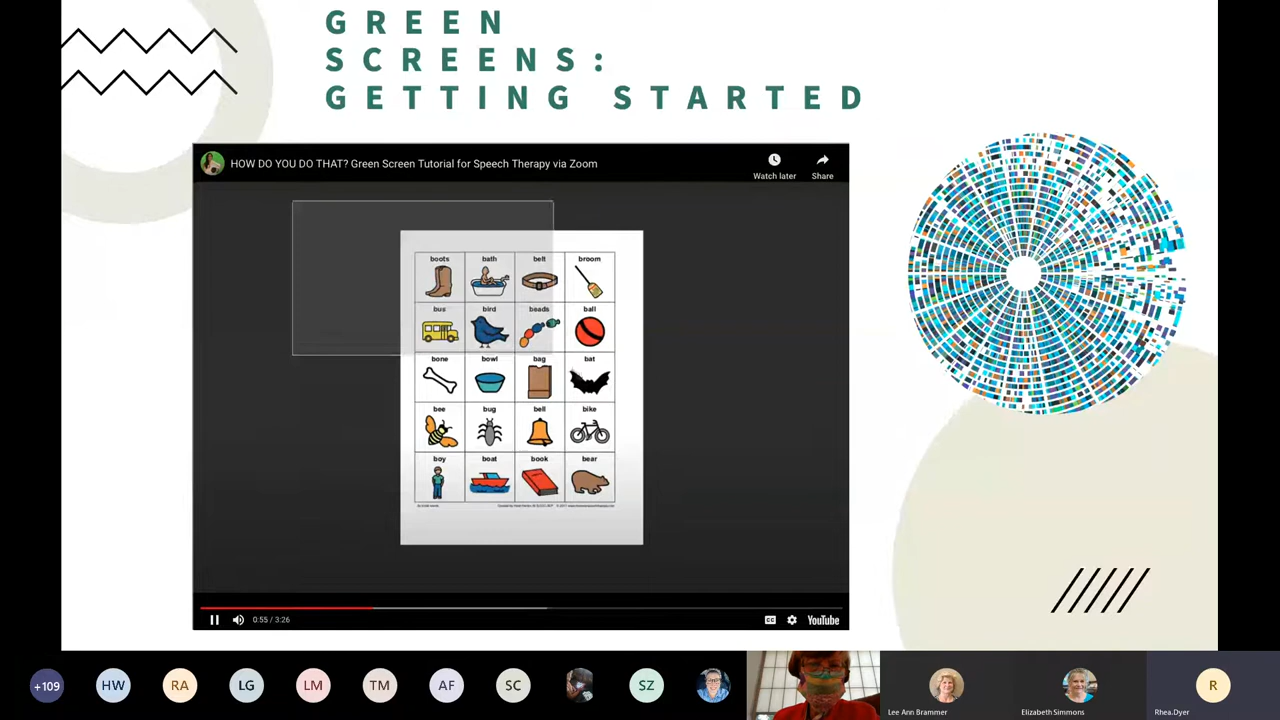 GREEN
SCREENS:
GETTING STARTED
HOW DO YOU DO THAT? Green Screen Tutorial for Speech Therapy via Zoom
Watch later
Share
boots bath belt broom
bus bird beads ball
bone bowl bag bat
bee bug bell bike
boy boat book bear
0:55 / 3:26
CC
YouTube
+109 HW RA LG LM TM AF SC SZ R
Lee Ann Brammer
Elizabeth Simmons
Rhea.Dyer